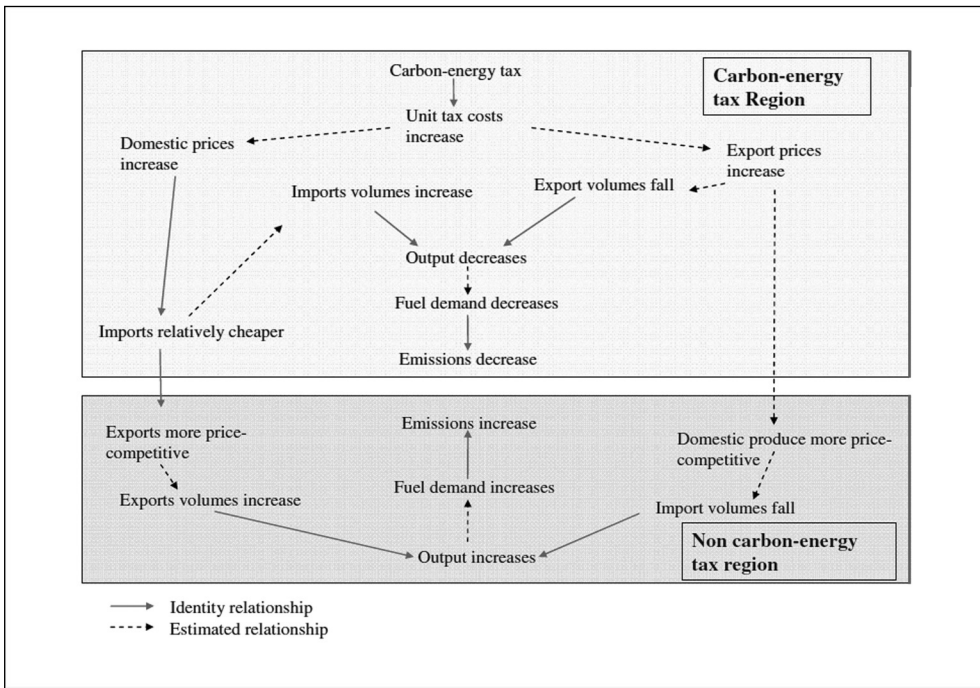 Carbon-energy tax
Carbon-energy
tax Region
Unit tax costs
increase
Domestic prices
increase
Export prices
increase
Imports volumes increase
Export volumes fall
Output decreases
Fuel demand decreases
Imports relatively cheaper
Emissions decrease
Emissions increase
Exports more price-
competitive
Domestic produce more price-
competitive
Fuel demand increases
Exports volumes increase
Import volumes fall
Output increases
Non carbon-energy
tax region
Identity relationship
Estimated relationship